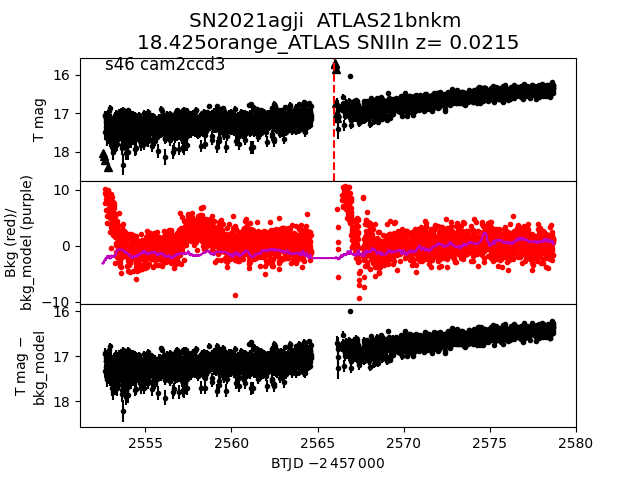 SN2021agji  ATLAS21bnkm
18.425orange_ATLAS SNIIn z= 0.0215
s46 cam2ccd3
T mag
16
17
18
Bkg (red)/
bkg_model (purple)
10
0
−10
T mag −
bkg_model
16
17
18
2555
2560
2565
2570
2575
2580
BTJD −2 457 000